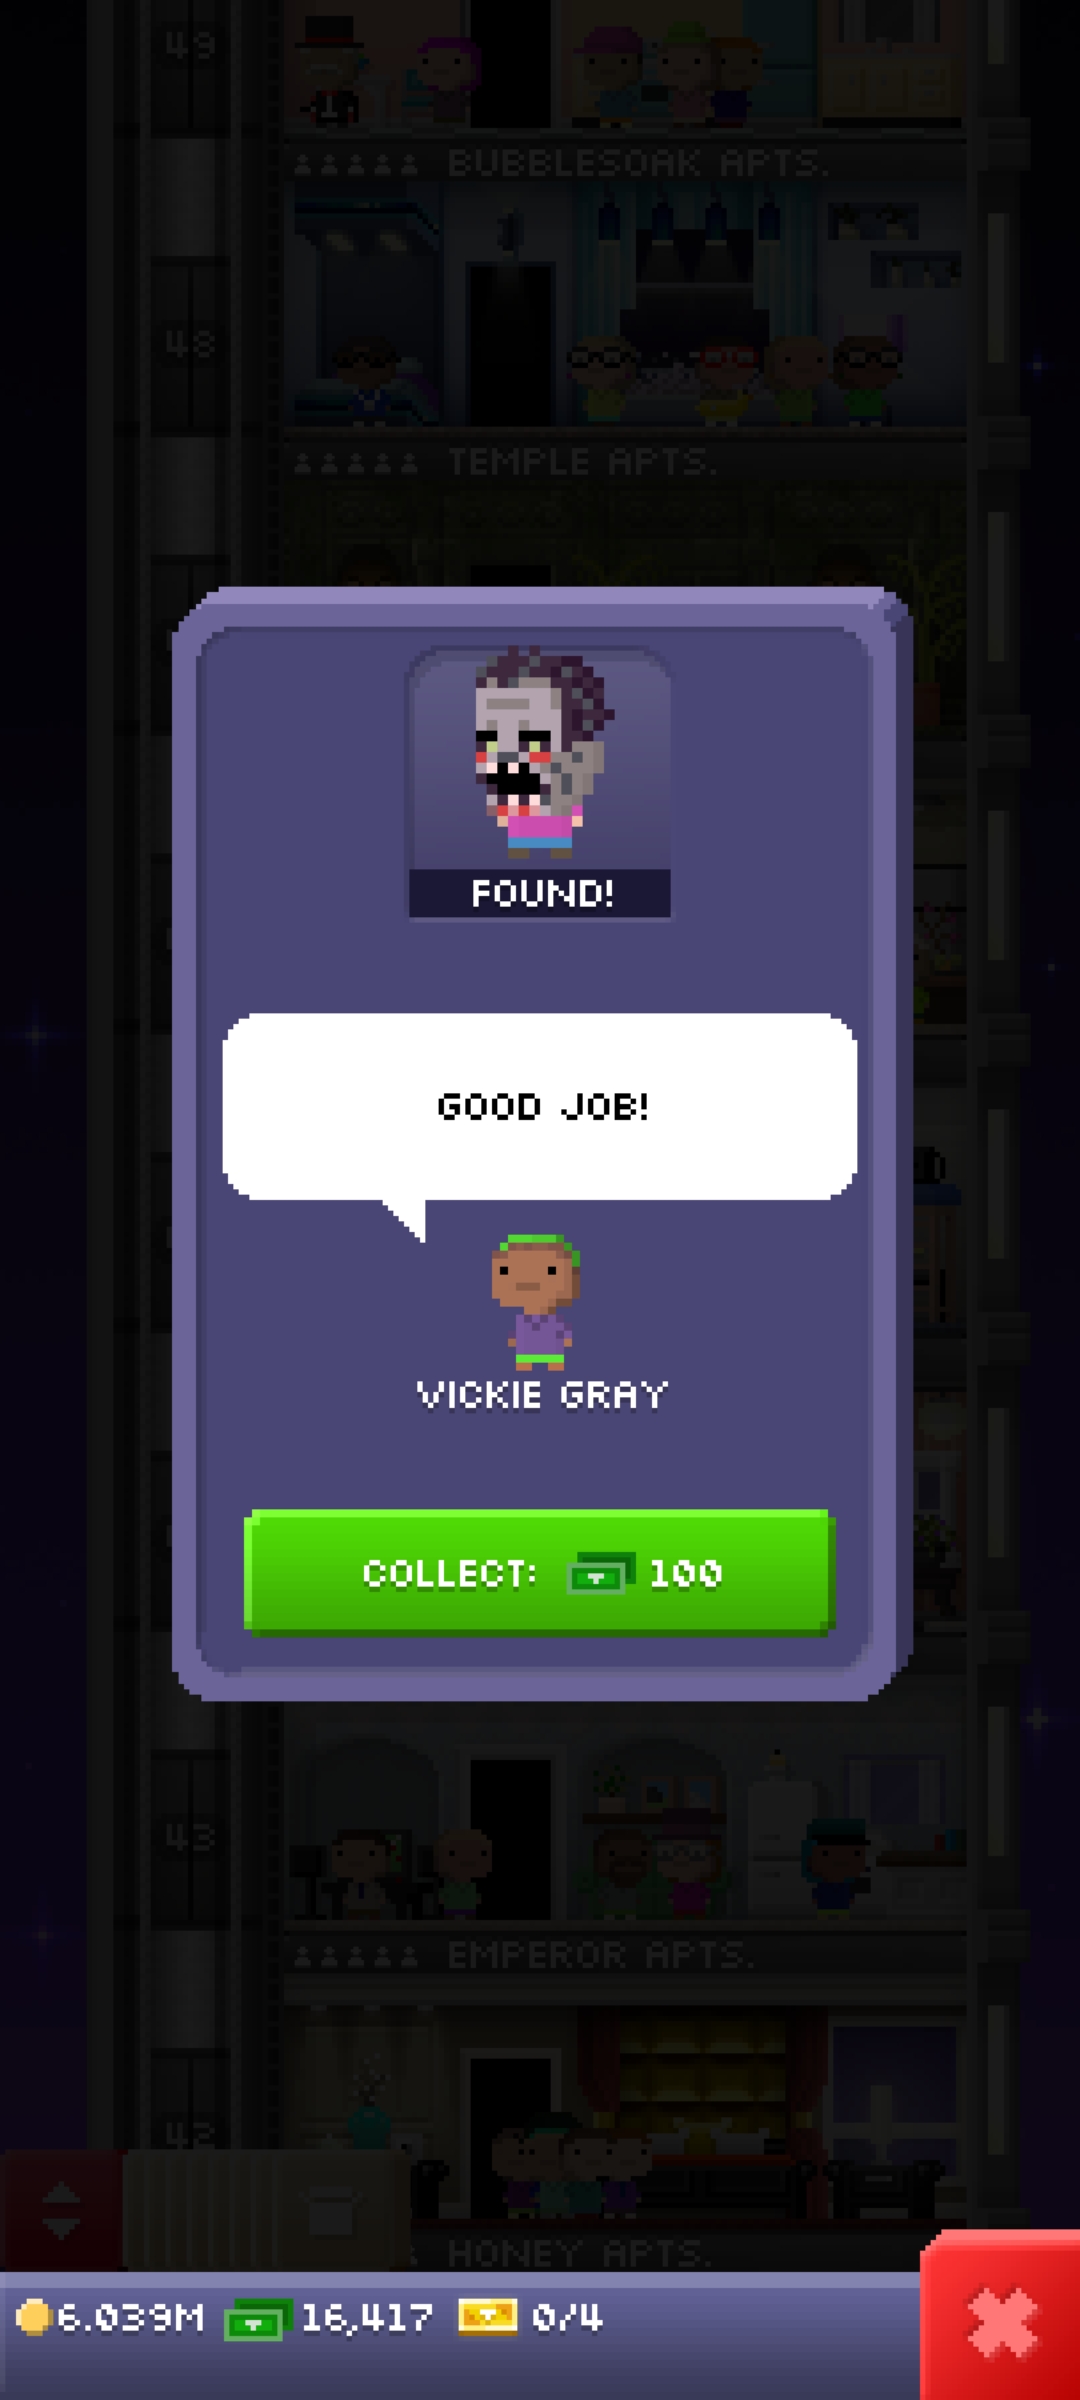 49
BUBBLESOAK APTS.
48
TEMPLE APTS.
FOUND!
GOOD JOB!
VICKIE GRAY
COLLECT: 100
43
EMPEROR APTS.
42
HONEY APTS.
6.039M 16,417 0/4